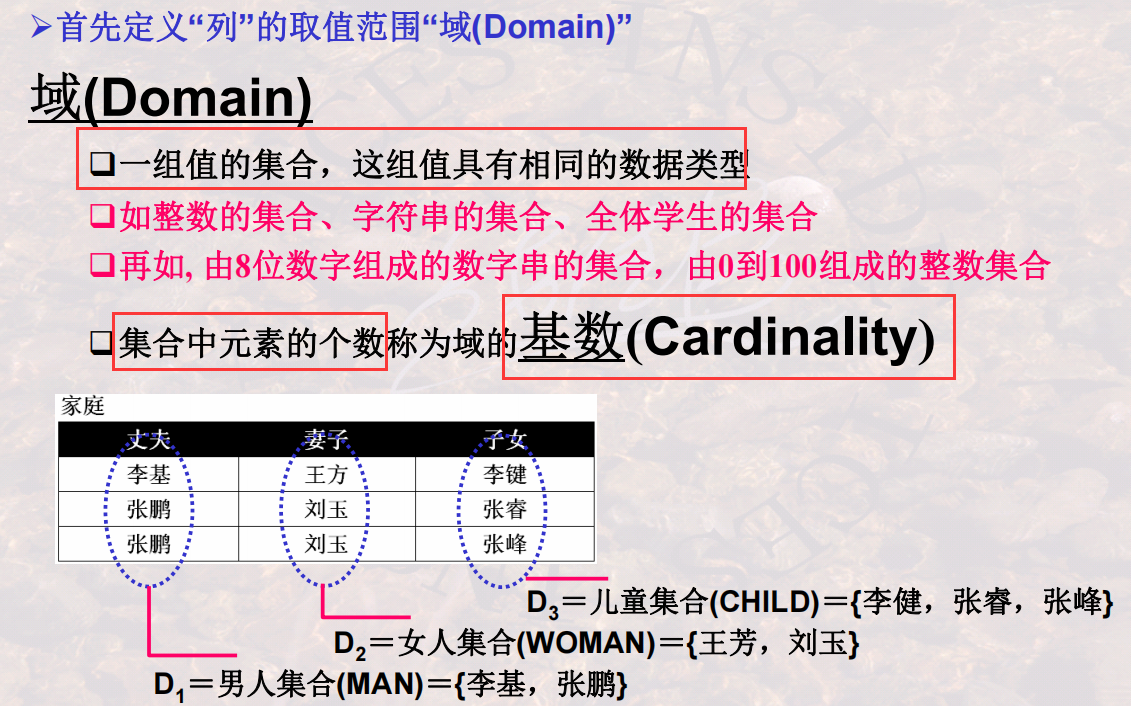 ➢首先定义“列”的取值范围“域(Domain)”
域(Domain)
❑一组值的集合，这组值具有相同的数据类型
❑如整数的集合、字符串的集合、全体学生的集合
❑再如, 由8位数字组成的数字串的集合，由0到100组成的整数集合
❑集合中元素的个数称为域的基数(Cardinality)
家庭
丈夫 妻子 子女
李基 王方 李键
张鹏 刘玉 张睿
张鹏 刘玉 张峰
D3＝儿童集合(CHILD)＝{李健，张睿，张峰}
D2＝女人集合(WOMAN)＝{王芳，刘玉}
D1＝男人集合(MAN)＝{李基，张鹏}